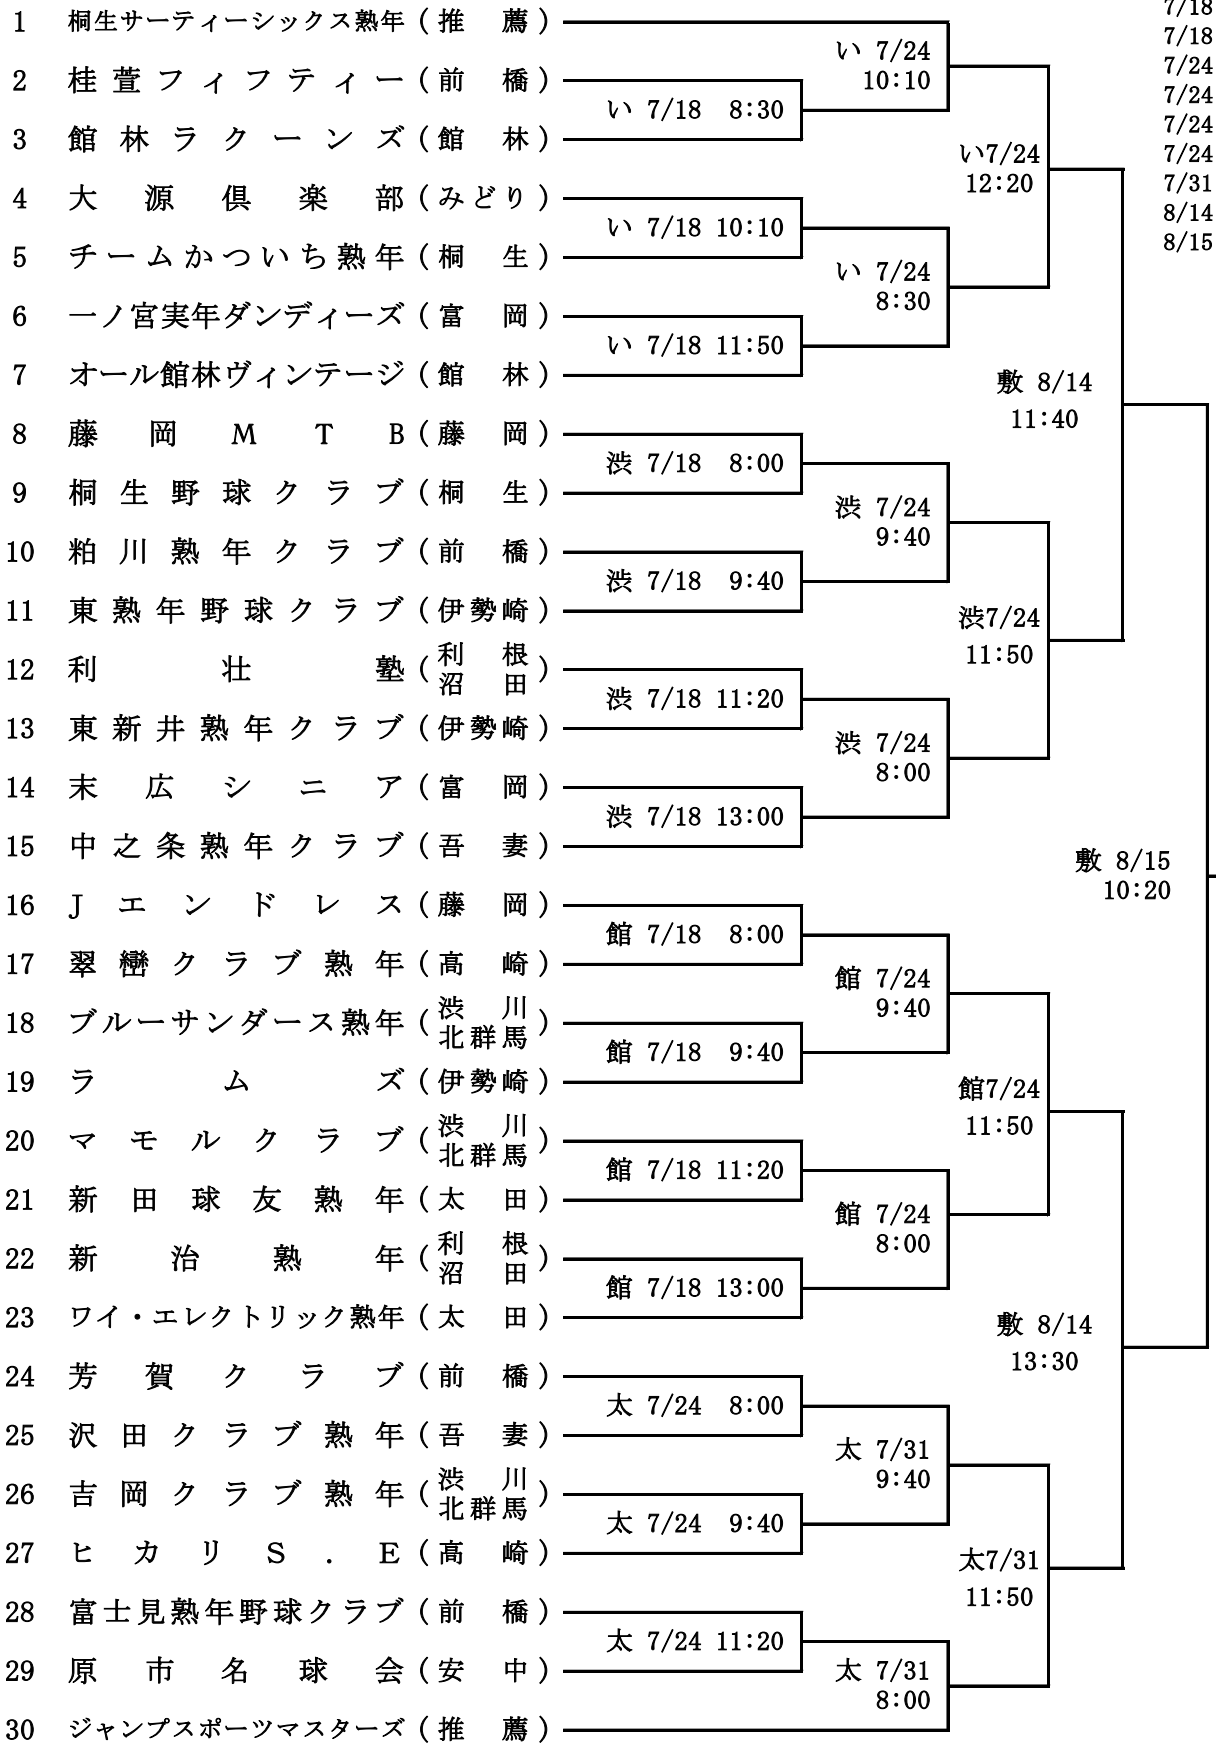 1 桐生サーティーシックス熟年(推薦)
2 桂萱フィフティー(前橋)
3 館林ラクーンズ(館林)
4 大源倶楽部(みどり)
5 チームかついち熟年(桐生)
6 一ノ宮実年ダンディーズ(富岡)
7 オール館林ヴィンテージ(館林)
8 藤岡MTB(藤岡)
9 桐生野球クラブ(桐生)
10 粕川熟年クラブ(前橋)
11 東熟年野球クラブ(伊勢崎)
12 利壮塾(利根沼田)
13 東新井熟年クラブ(伊勢崎)
14 末広シニア(富岡)
15 中之条熟年クラブ(吾妻)
16 Jエンドレス(藤岡)
17 翠巒クラブ熟年(高崎)
18 ブルーサンダース熟年(渋川北群馬)
19 ラムズ(伊勢崎)
20 マモルクラブ(渋川北群馬)
21 新田球友熟年(太田)
22 新治熟年(利根沼田)
23 ワイ・エレクトリック熟年(太田)
24 芳賀クラブ(前橋)
25 沢田クラブ熟年(吾妻)
26 吉岡クラブ熟年(渋川北群馬)
27 ヒカリS.E(高崎)
28 富士見熟年野球クラブ(前橋)
29 原市名球会(安中)
30 ジャンプスポーツマスターズ(推薦)
い 7/18 8:30
い 7/18 10:10
い 7/18 11:50
渋 7/18 8:00
渋 7/18 9:40
渋 7/18 11:20
渋 7/18 13:00
館 7/18 8:00
館 7/18 9:40
館 7/18 11:20
館 7/18 13:00
太 7/24 8:00
太 7/24 9:40
太 7/24 11:20
い 7/24
10:10
い 7/24
8:30
渋 7/24
9:40
渋 7/24
8:00
館 7/24
9:40
館 7/24
8:00
太 7/31
9:40
太 7/31
8:00
い7/24
12:20
渋7/24
11:50
館7/24
11:50
太7/31
11:50
敷 8/14
11:40
敷 8/14
13:30
敷 8/15
10:20
7/18
7/18
7/24
7/24
7/24
7/24
7/31
8/14
8/15